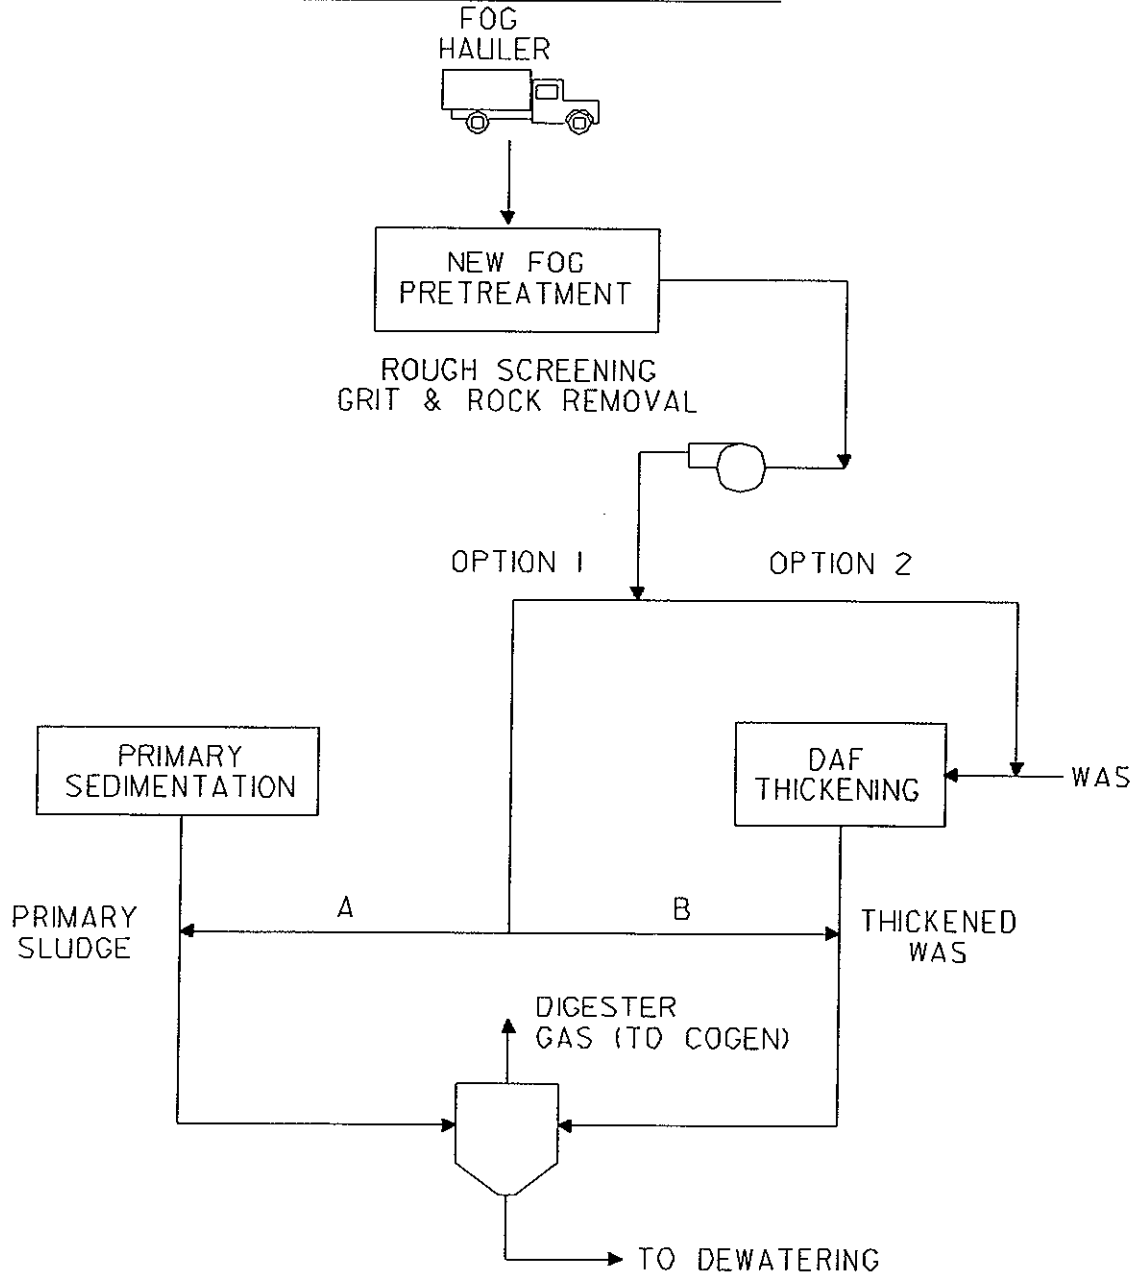 FOG
HAULER
NEW FOG
PRETREATMENT
ROUGH SCREENING
GRIT & ROCK REMOVAL
OPTION 1
OPTION 2
PRIMARY
SEDIMENTATION
DAF
THICKENING
WAS
A
B
PRIMARY
SLUDGE
THICKENED
WAS
DIGESTER
GAS (TO COGEN)
TO DEWATERING